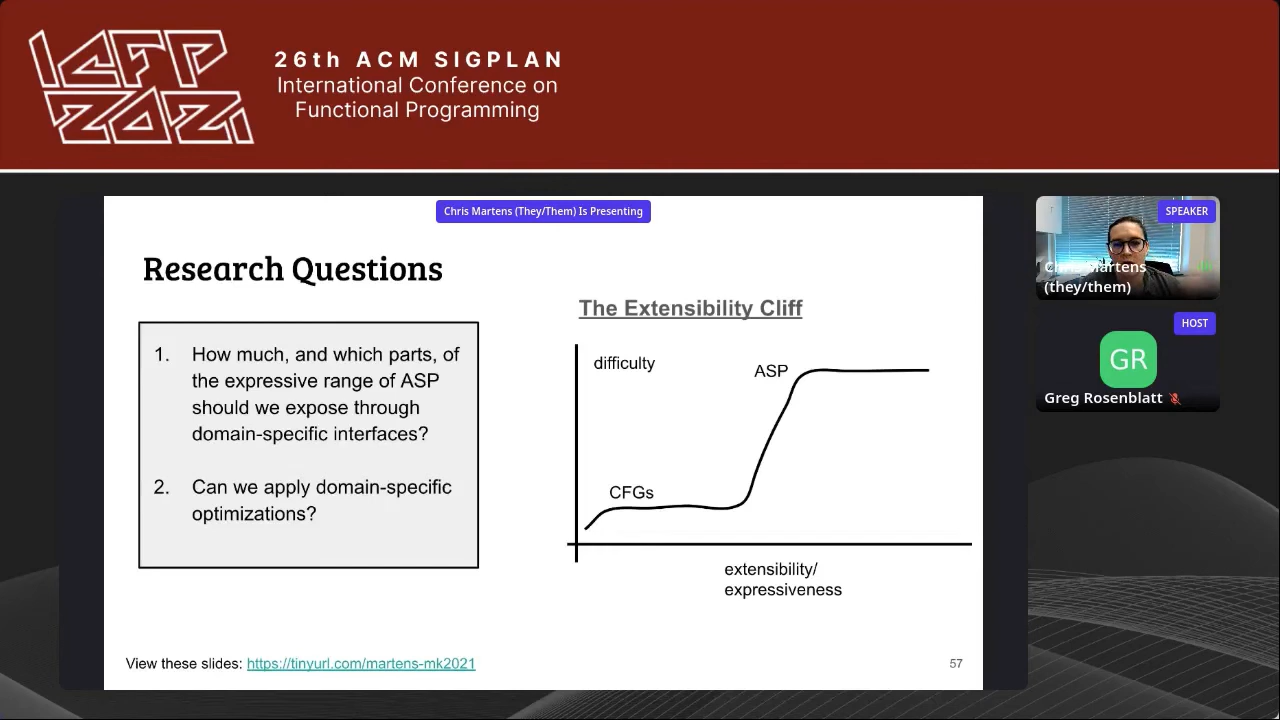 ICFP
2021
26th ACM SIGPLAN
International Conference on
Functional Programming
Chris Martens (They/Them) Is Presenting
Research Questions
1. How much, and which parts, of
the expressive range of ASP
should we expose through
domain-specific interfaces?
2. Can we apply domain-specific
optimizations?
The Extensibility Cliff
difficulty
ASP
CFGs
extensibility/
expressiveness
View these slides: https://tinyurl.com/martens-mk2021
57
SPEAKER
Chris Martens
(they/them)
HOST
GR
Greg Rosenblatt